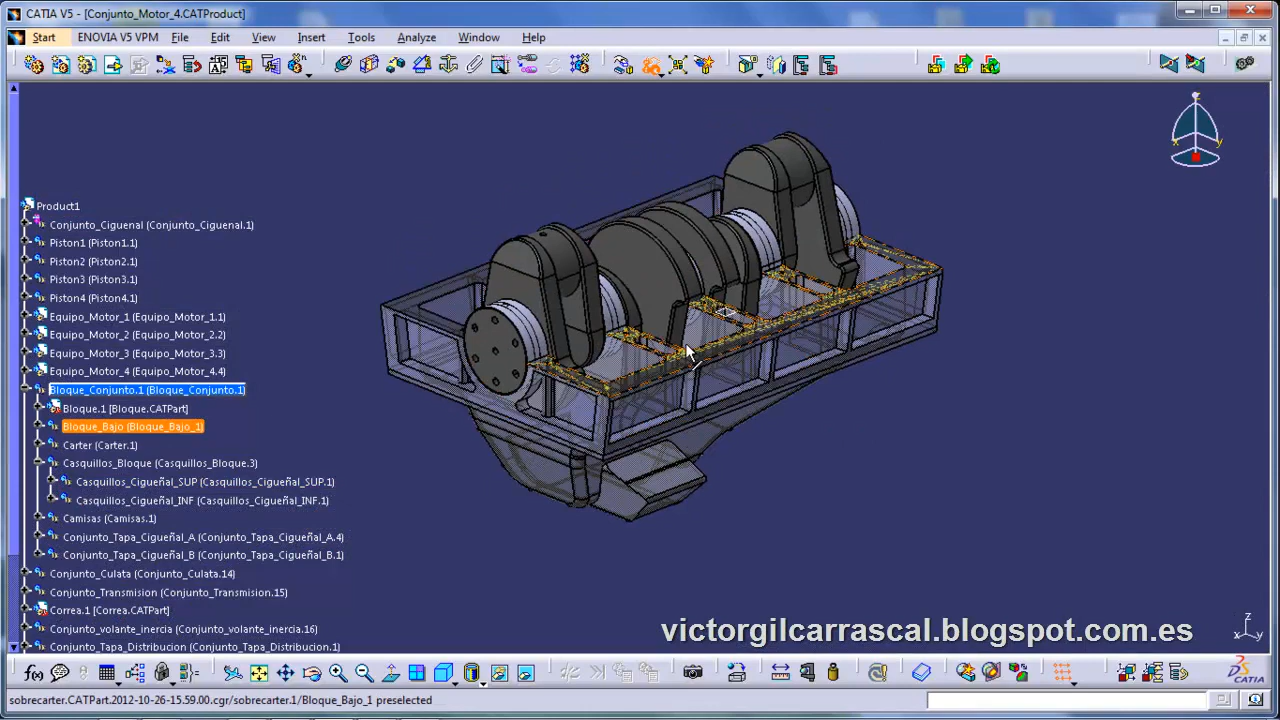 CATIA V5 - [Conjunto_Motor_4.CATProduct]
Start ENOVIA V5 VPM File Edit View Insert Tools Analyze Window Help
Product1
Conjunto_Ciguenal (Conjunto_Ciguenal.1)
Piston1 (Piston1.1)
Piston2 (Piston2.1)
Piston3 (Piston3.1)
Piston4 (Piston4.1)
Equipo_Motor_1 (Equipo_Motor_1.1)
Equipo_Motor_2 (Equipo_Motor_2.2)
Equipo_Motor_3 (Equipo_Motor_3.3)
Equipo_Motor_4 (Equipo_Motor_4.4)
Bloque_Conjunto.1 (Bloque_Conjunto.1)
Bloque.1 [Bloque.CATPart]
Bloque_Bajo (Bloque_Bajo_1)
Carter (Carter.1)
Casquillos_Bloque (Casquillos_Bloque.3)
Casquillos_Cigueñal_SUP (Casquillos_Cigueñal_SUP.1)
Casquillos_Cigueñal_INF (Casquillos_Cigueñal_INF.1)
Camisas (Camisas.1)
Conjunto_Tapa_Cigueñal_A (Conjunto_Tapa_Cigueñal_A.4)
Conjunto_Tapa_Cigueñal_B (Conjunto_Tapa_Cigueñal_B.1)
Conjunto_Culata (Conjunto_Culata.14)
Conjunto_Transmision (Conjunto_Transmision.15)
Correa.1 [Correa.CATPart]
Conjunto_volante_inercia (Conjunto_volante_inercia.16)
Conjunto_Tapa_Distribucion (Conjunto_Tapa_Distribucion.1)
victorgilcarrascal.blogspot.com.es
z
x
y
f(x)
CATIA
sobrecarter.CATPart.2012-10-26-15.59.00.cgr/sobrecarter.1/Bloque_Bajo_1 preselected